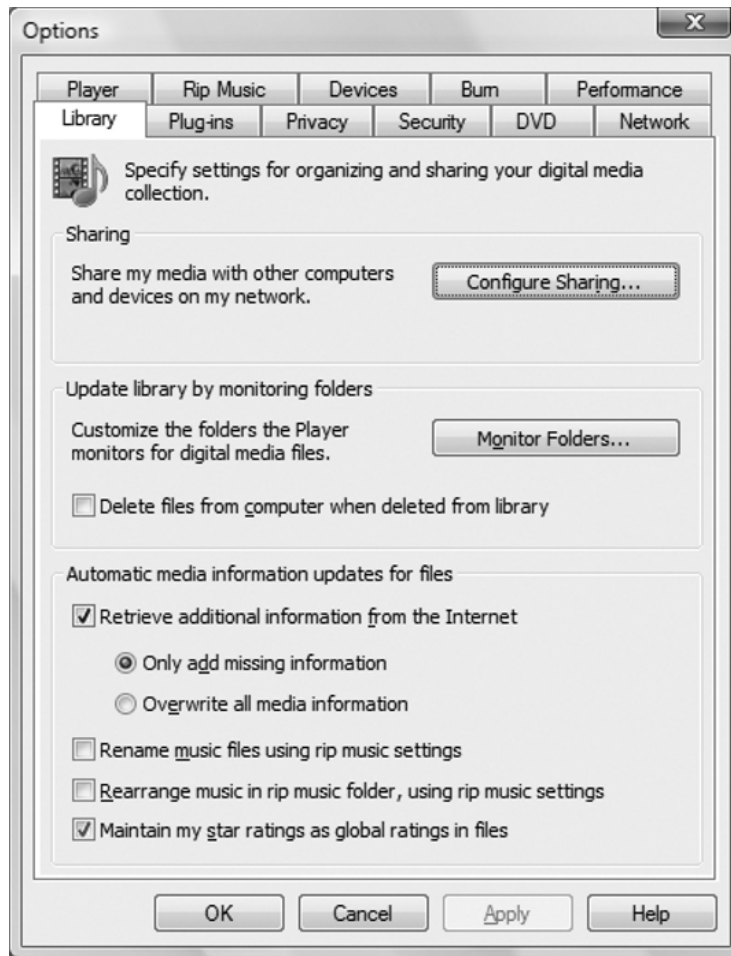 Options
Player Rip Music Devices Burn Performance
Library Plug-ins Privacy Security DVD Network
Specify settings for organizing and sharing your digital media
collection.
Sharing
Share my media with other computers
and devices on my network.
Configure Sharing...
Update library by monitoring folders
Customize the folders the Player
monitors for digital media files.
Monitor Folders...
Delete files from computer when deleted from library
Automatic media information updates for files
Retrieve additional information from the Internet
Only add missing information
Overwrite all media information
Rename music files using rip music settings
Rearrange music in rip music folder, using rip music settings
Maintain my star ratings as global ratings in files
OK Cancel Apply Help